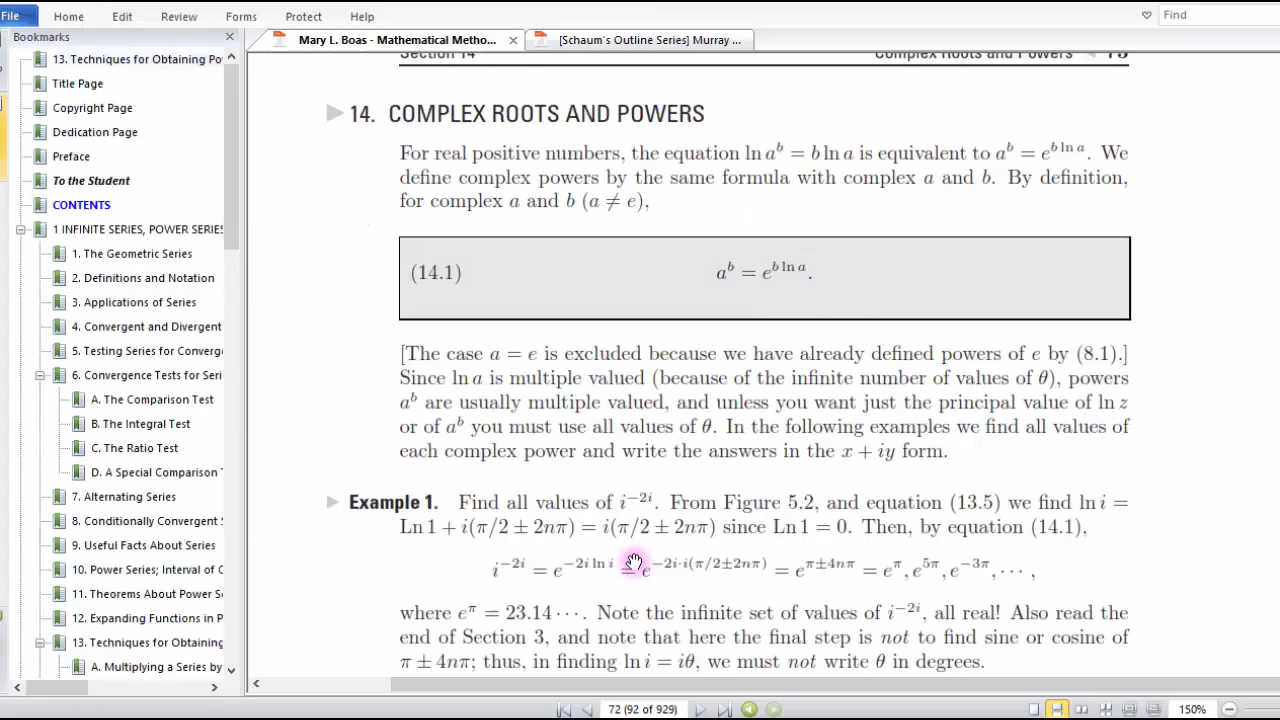 File Home Edit Review Forms Protect Help Find
Bookmarks
Mary L. Boas - Mathematical Metho... × [Schaum's Outline Series] Murray ...
13. Techniques for Obtaining Po
Title Page
Copyright Page
Dedication Page
Preface
To the Student
CONTENTS
1 INFINITE SERIES, POWER SERIES
1. The Geometric Series
2. Definitions and Notation
3. Applications of Series
4. Convergent and Divergent
5. Testing Series for Converge
6. Convergence Tests for Seri
A. The Comparison Test
B. The Integral Test
C. The Ratio Test
D. A Special Comparison T
7. Alternating Series
8. Conditionally Convergent
9. Useful Facts About Series
10. Power Series; Interval of C
11. Theorems About Power S
12. Expanding Functions in P
13. Techniques for Obtaining
A. Multiplying a Series by
Section 14 Complex Roots and Powers 73
14. COMPLEX ROOTS AND POWERS
For real positive numbers, the equation ln a^b = b ln a is equivalent to a^b = e^{b ln a}. We
define complex powers by the same formula with complex a and b. By definition,
for complex a and b (a ≠ e),
(14.1) a^b = e^{b ln a}.
[The case a = e is excluded because we have already defined powers of e by (8.1).]
Since ln a is multiple valued (because of the infinite number of values of θ), powers
a^b are usually multiple valued, and unless you want just the principal value of ln z
or of a^b you must use all values of θ. In the following examples we find all values of
each complex power and write the answers in the x + iy form.
Example 1. Find all values of i^{-2i}. From Figure 5.2, and equation (13.5) we find ln i =
Ln 1 + i(π/2 ± 2nπ) = i(π/2 ± 2nπ) since Ln 1 = 0. Then, by equation (14.1),
i^{-2i} = e^{-2i ln i} = e^{-2i·i(π/2±2nπ)} = e^{π±4nπ} = e^π, e^{5π}, e^{-3π}, ··· ,
where e^π = 23.14 ··· . Note the infinite set of values of i^{-2i}, all real! Also read the
end of Section 3, and note that here the final step is not to find sine or cosine of
π ± 4nπ; thus, in finding ln i = iθ, we must not write θ in degrees.
72 (92 of 929) 150%